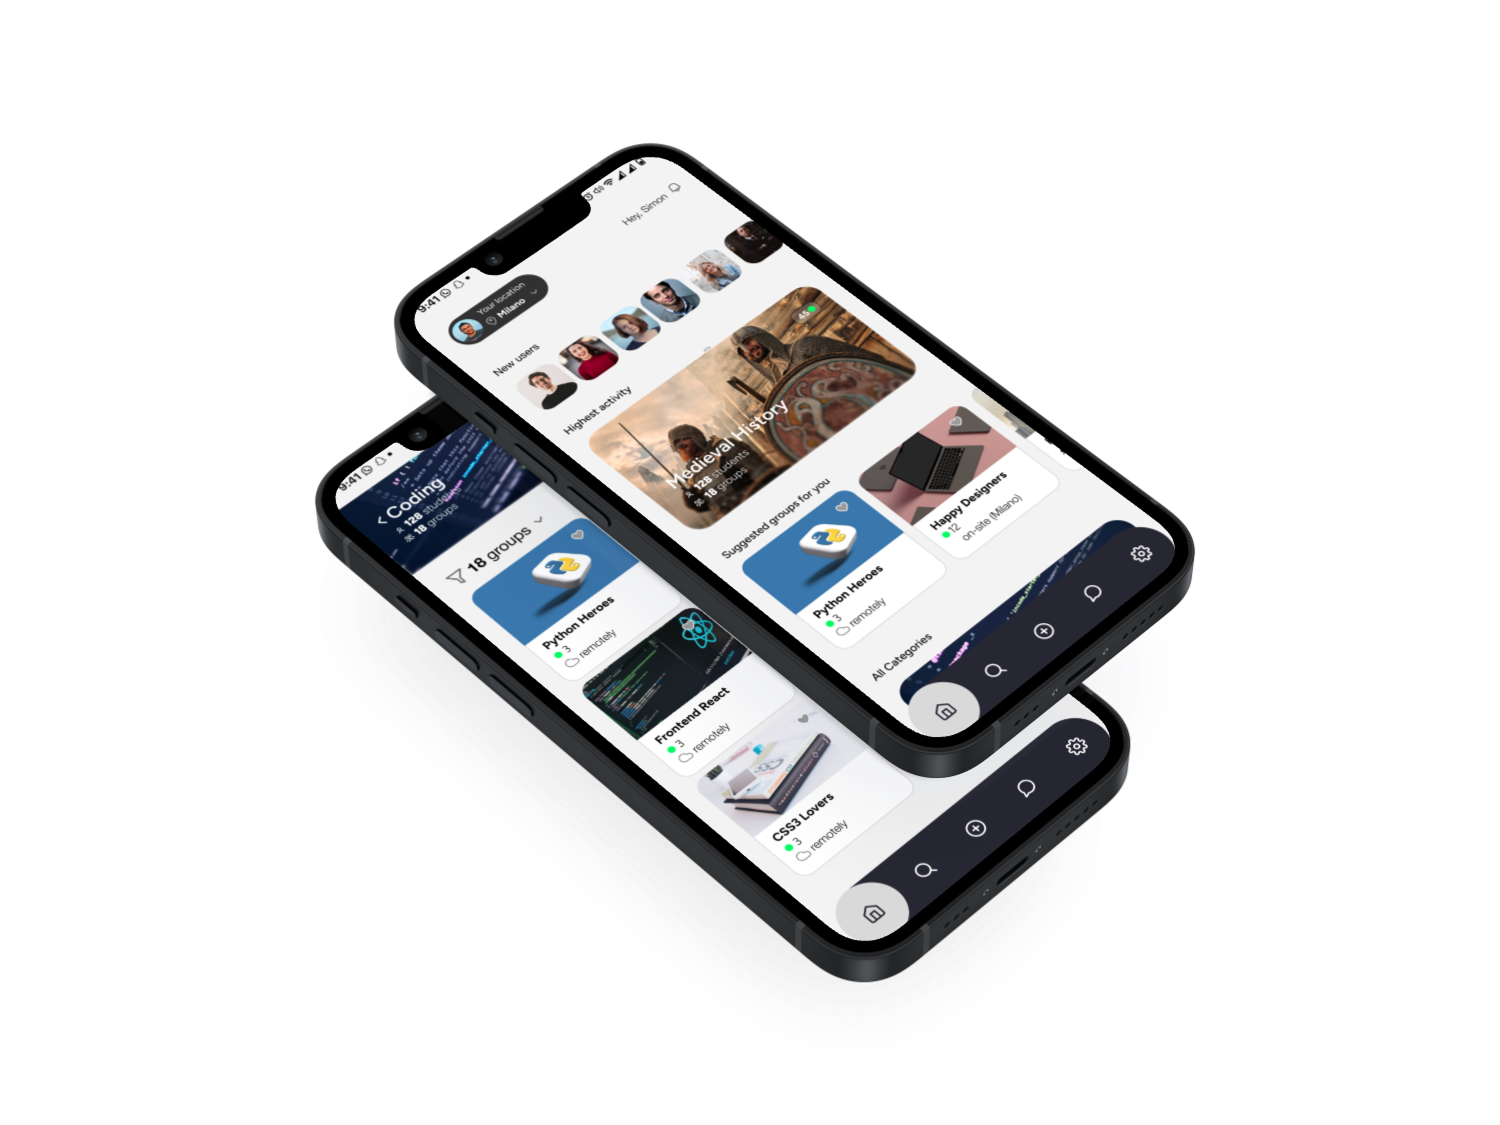 9:41
Your location
Milano
Hey, Simon
New users
Highest activity
45
Medieval History
128 students
18 groups
Suggested groups for you
Python Heroes
3
remotely
Happy Designers
12
on-site (Milano)
All Categories
9:41
Coding
128 stude
18 groups
18 groups
Python Heroes
3
remotely
Frontend React
3
remotely
CSS3 Lovers
3
remotely